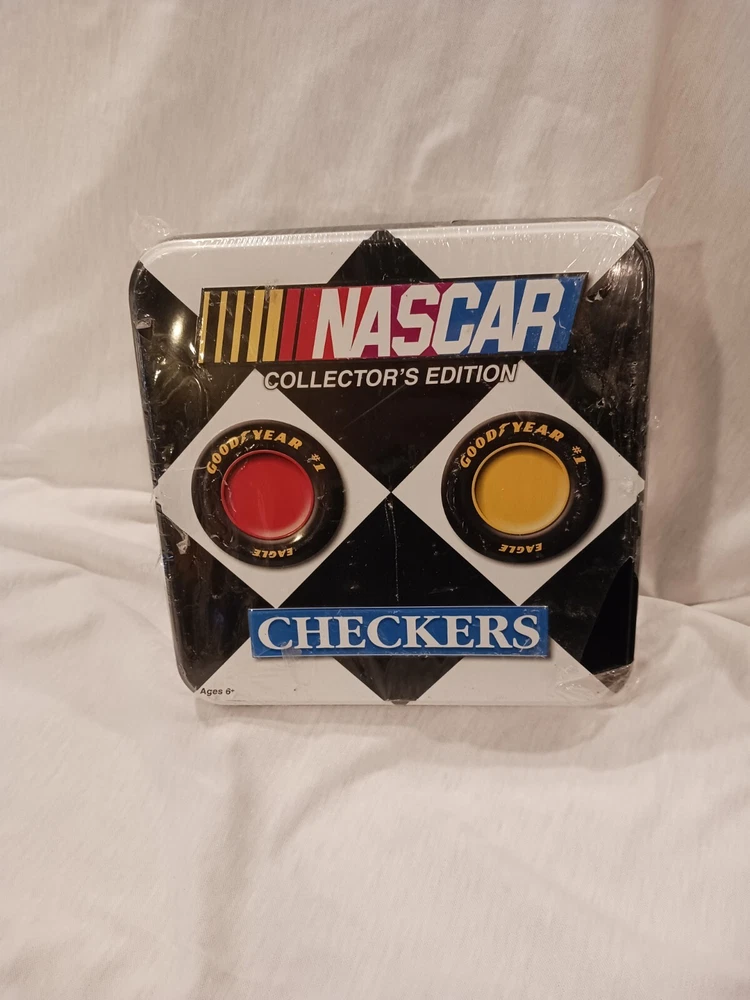 NASCAR
COLLECTOR'S EDITION
GOODYEAR #1
EAGLE
GOODYEAR #1
EAGLE
CHECKERS
Ages 6+